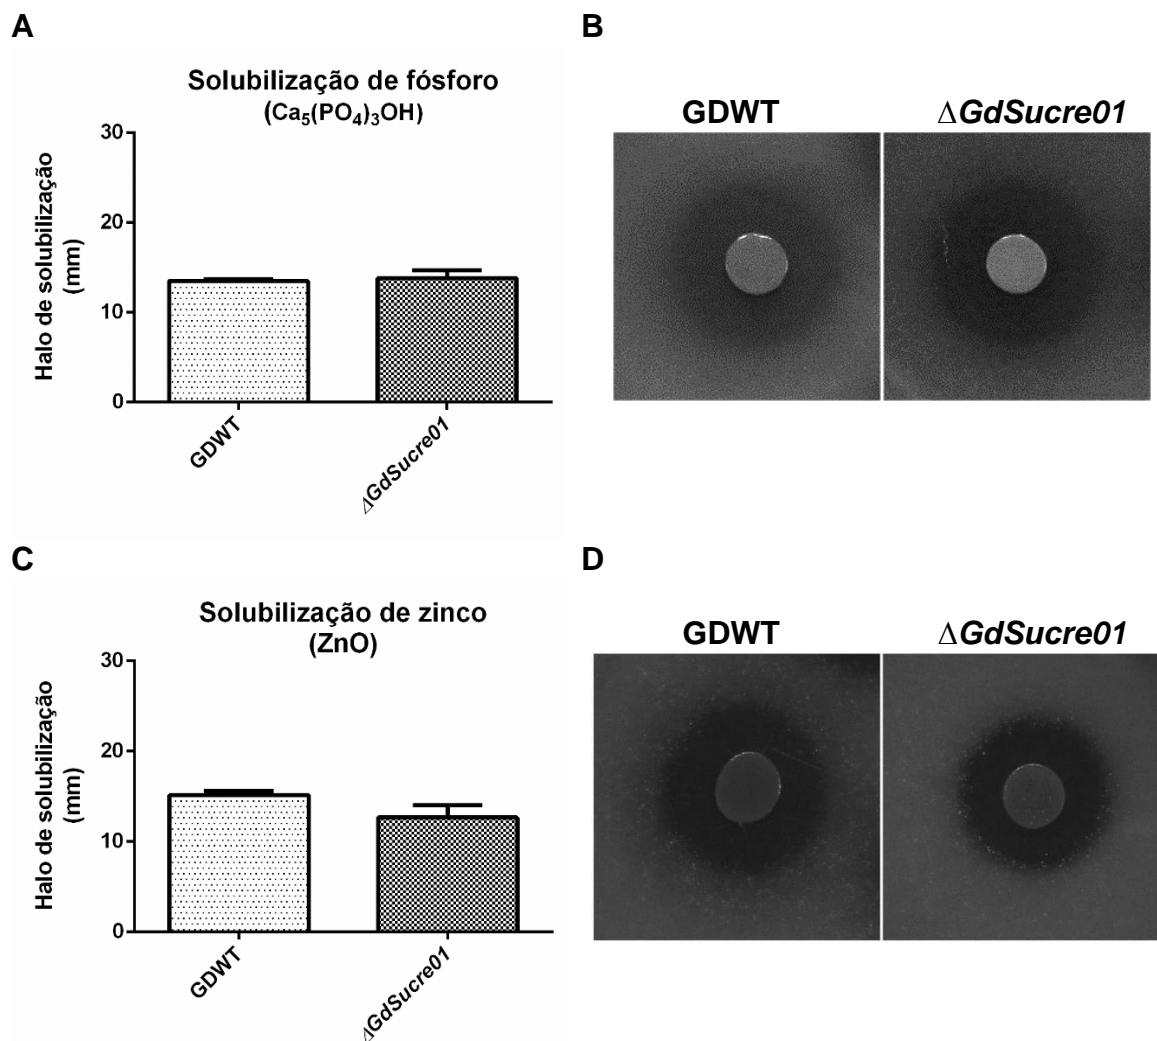 A
Solubilização de fósforo
(Ca₅(PO₄)₃OH)
30
20
10
0
Halo de solubilização
(mm)
GDWT
ΔGdSucre01
B
GDWT
ΔGdSucre01
C
Solubilização de zinco
(ZnO)
30
20
10
0
Halo de solubilização
(mm)
GDWT
ΔGdSucre01
D
GDWT
ΔGdSucre01